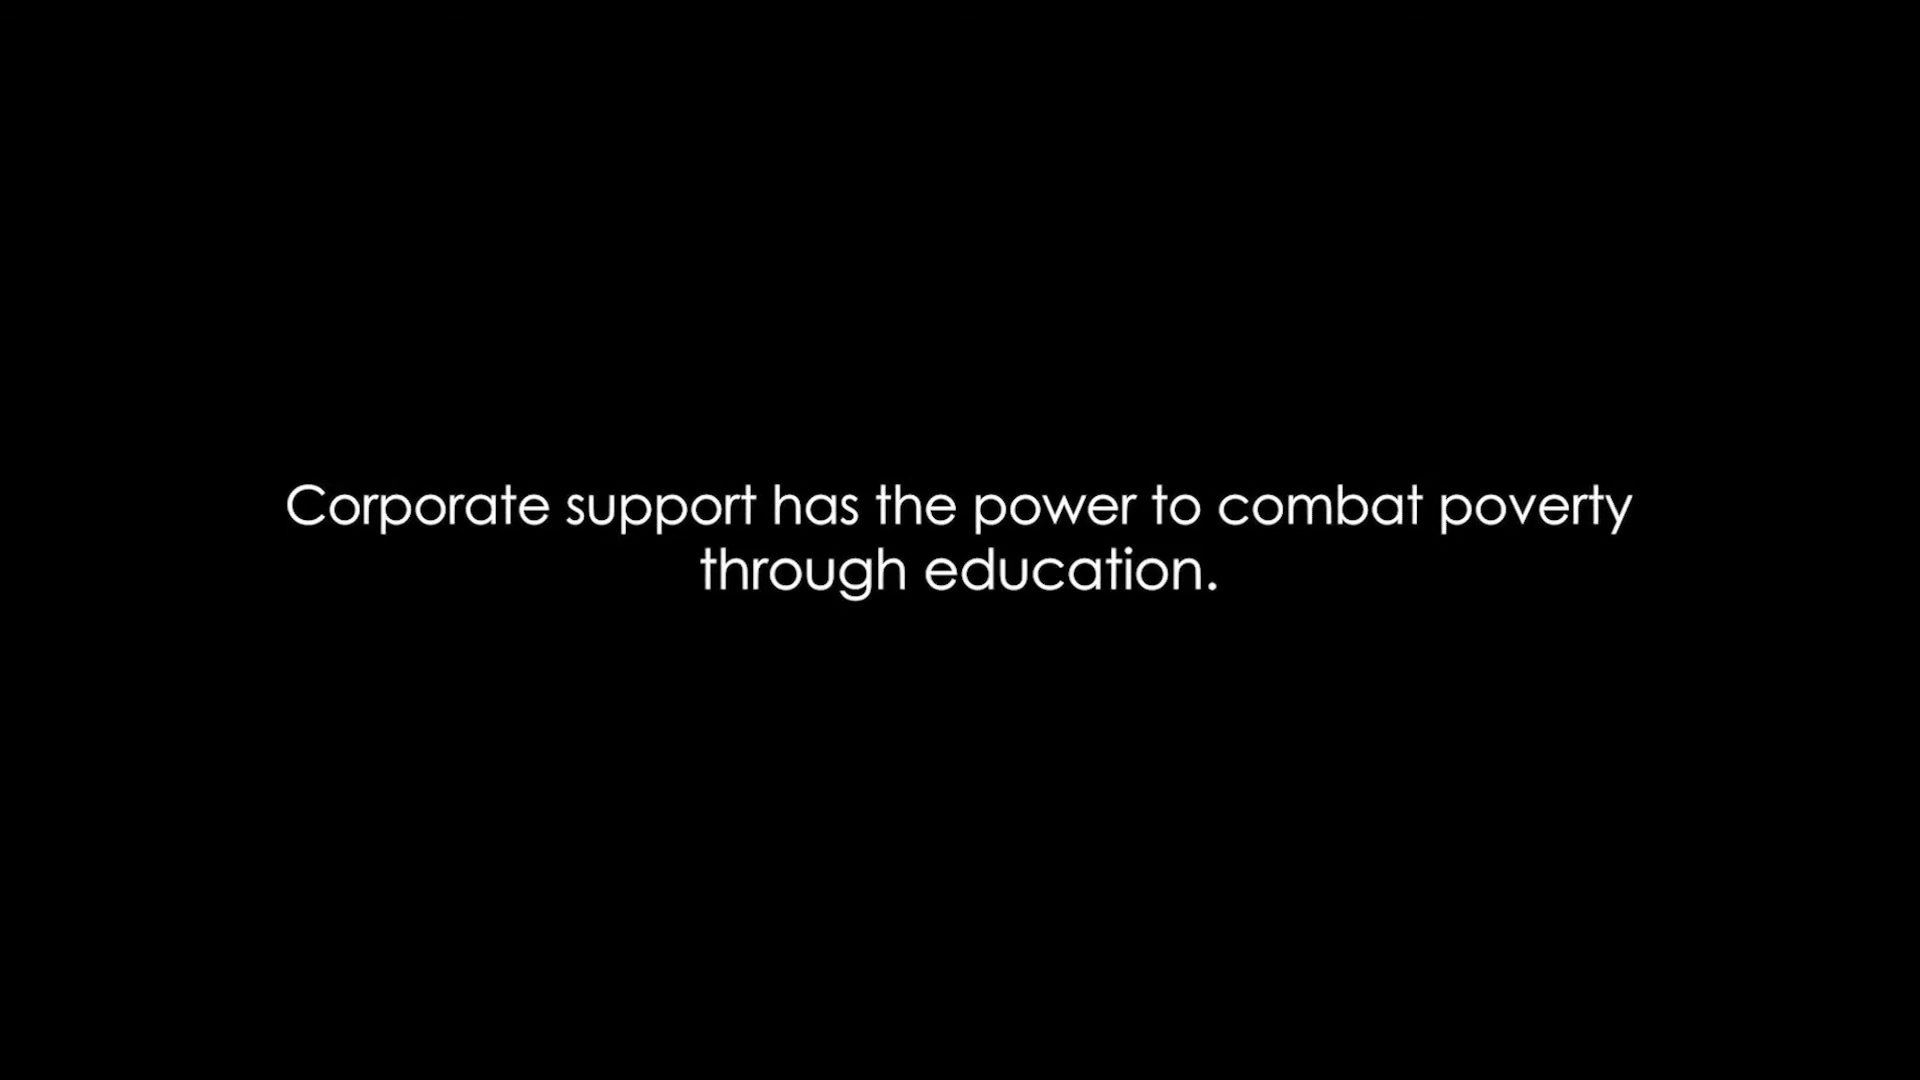 Corporate support has the power to combat poverty
through education.